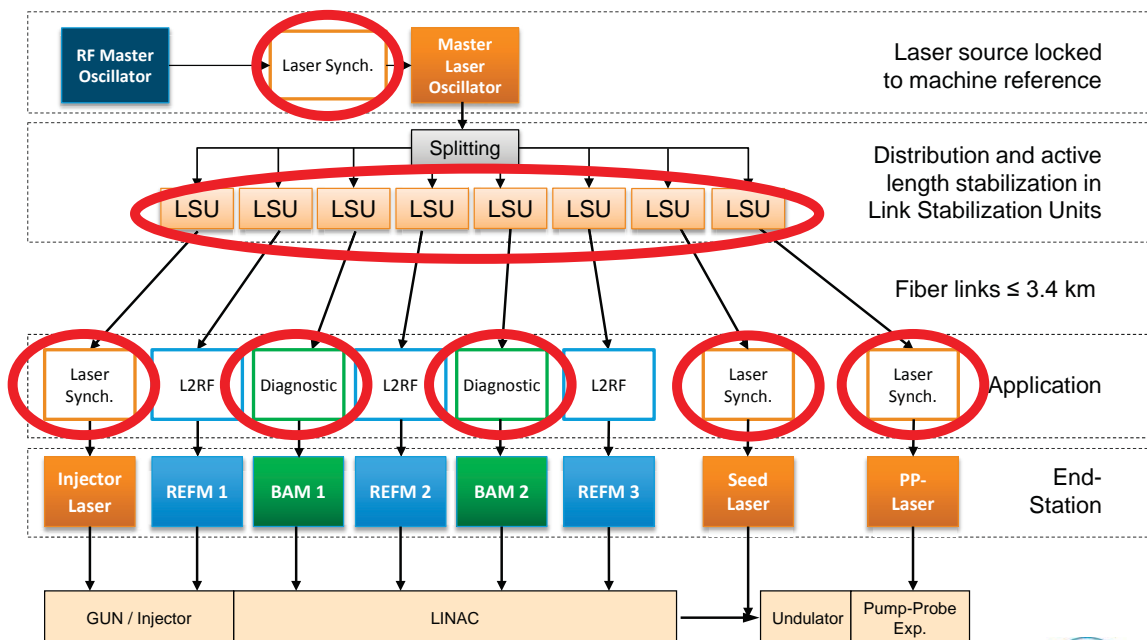 RF Master
Oscillator
Laser Synch.
Master
Laser
Oscillator
Laser source locked
to machine reference
Splitting
Distribution and active
length stabilization in
Link Stabilization Units
LSU LSU LSU LSU LSU LSU LSU LSU
Fiber links ≤ 3.4 km
Laser
Synch.
L2RF
Diagnostic
L2RF
Diagnostic
L2RF
Laser
Synch.
Laser
Synch.
Application
Injector
Laser
REFM 1
BAM 1
REFM 2
BAM 2
REFM 3
Seed
Laser
PP-
Laser
End-
Station
GUN / Injector
LINAC
Undulator
Pump-Probe
Exp.